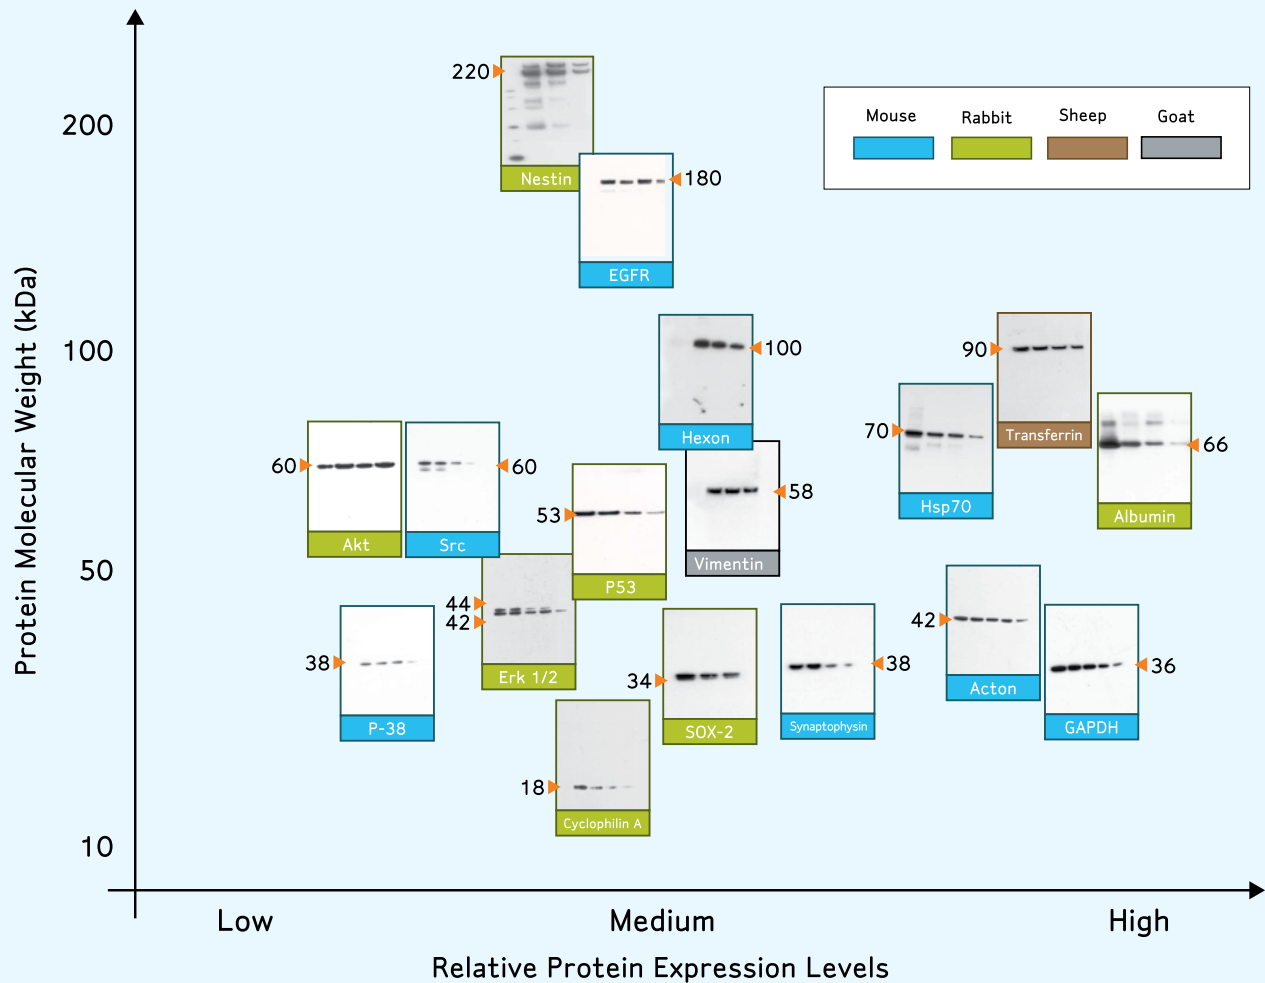 220
200
Mouse
Rabbit
Sheep
Goat
Nestin
180
EGFR
Protein Molecular Weight (kDa)
100
100
90
Hexon
70
Transferrin
66
60
60
58
Hsp70
Albumin
53
Akt
Src
Vimentin
50
P53
44
42
42
38
Erk 1/2
34
38
36
Acton
P-38
SOX-2
Synaptophysin
GAPDH
18
Cyclophilin A
10
Low
Medium
High
Relative Protein Expression Levels